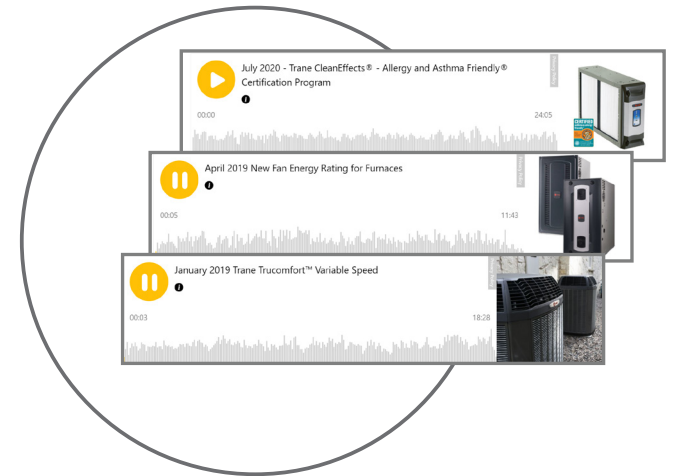 July 2020 - Trane CleanEffects® - Allergy and Asthma Friendly®
Certification Program
00:00
24:05
April 2019 New Fan Energy Rating for Furnaces
00:05
11:43
January 2019 Trane Trucomfort™ Variable Speed
00:03
18:28